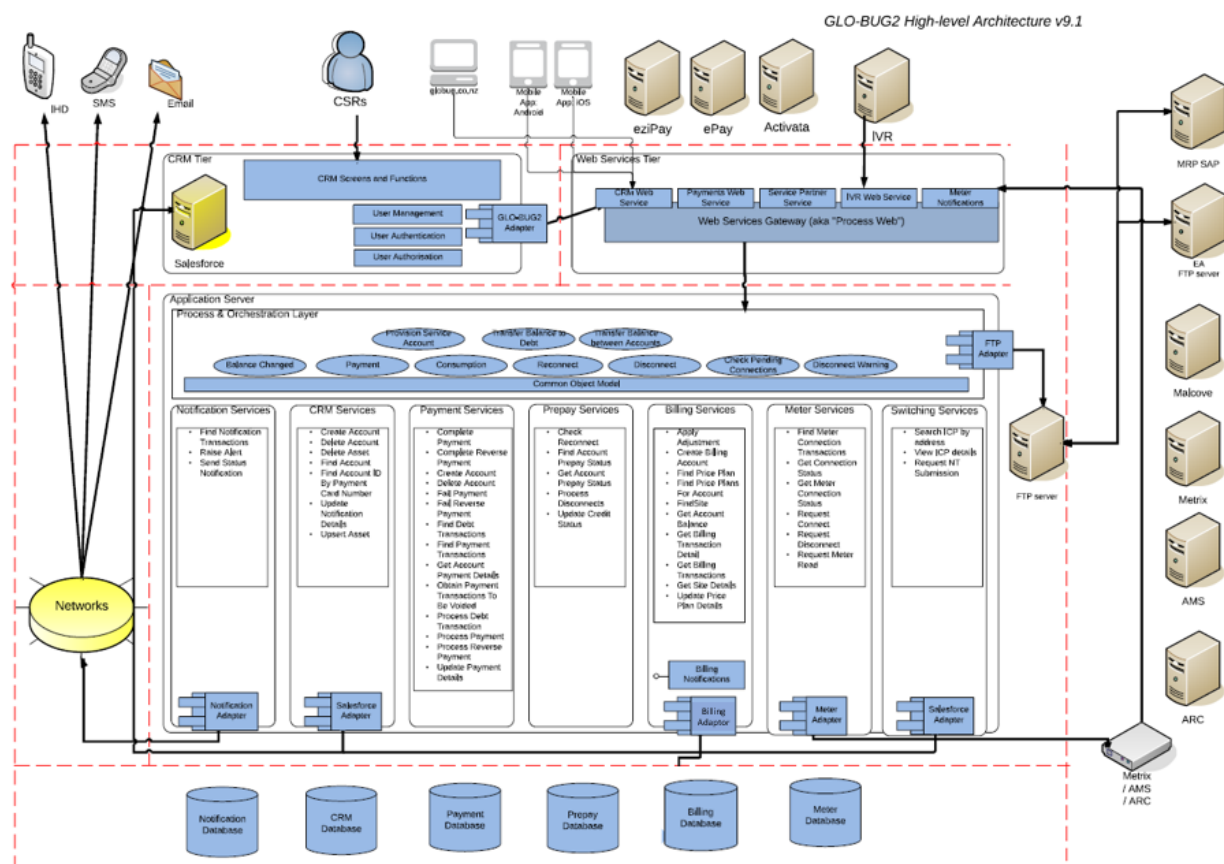 GLO-BUG2 High-level Architecture v9.1
IHD
SMS
Email
CSRs
globug.co.nz
Mobile
App:
Android
Mobile
App: iOS
eziPay
ePay
Activata
IVR
MRP SAP
EA
FTP server
Malcove
Metrix
AMS
ARC
CRM Tier
CRM Screens and Functions
Salesforce
User Management
User Authentication
User Authorisation
GLO-BUG2
Adapter
Web Services Tier
CRM Web
Service
Payments Web
Service
Service Partner
Service
IVR Web Service
Meter
Notifications
Web Services Gateway (aka "Process Web")
Application Server
Process & Orchestration Layer
Provision Service
Account
Transfer Balance to
Debt
Transfer Balance
between Accounts
Balance Changed
Payment
Consumption
Reconnect
Disconnect
Check Pending
Connections
Disconnect Warning
Common Object Model
FTP
Adapter
FTP server
Notification Services
• Find Notification
Transactions
• Raise Alert
• Send Status
Notification
Notification
Adapter
CRM Services
• Create Account
• Delete Account
• Delete Asset
• Find Account
• Find Account ID
By Payment
Card Number
• Update
Notification
Details
• Upsert Asset
Salesforce
Adapter
Payment Services
• Complete
Payment
• Complete Reverse
Payment
• Create Account
• Delete Account
• Fail Payment
• Fail Reverse
Payment
• Find Debt
Transactions
• Find Payment
Transactions
• Get Account
Payment Details
• Obtain Payment
Transactions To
Be Voided
• Process Debt
Transaction
• Process Payment
• Process Reverse
Payment
• Update Payment
Details
Prepay Services
• Check
Reconnect
• Find Account
Prepay Status
• Get Account
Prepay Status
• Process
Disconnects
• Update Credit
Status
Billing Services
• Apply
Adjustment
• Create Billing
Account
• Find Price Plan
• Find Price Plans
For Account
• FindSite
• Get Account
Balance
• Get Billing
Transaction
Detail
• Get Billing
Transactions
• Get Site Details
• Update Price
Plan Details
Billing
Notifications
Billing
Adaptor
Meter Services
• Find Meter
Connection
Transactions
• Get Connection
Status
• Get Meter
Connection
Status
• Request
Connect
• Request
Disconnect
• Request Meter
Read
Meter
Adapter
Switching Services
• Search ICP by
address
• View ICP details
• Request NT
Submission
Salesforce
Adapter
Networks
Metrix
/ AMS
/ ARC
Notification
Database
CRM
Database
Payment
Database
Prepay
Database
Billing
Database
Meter
Database